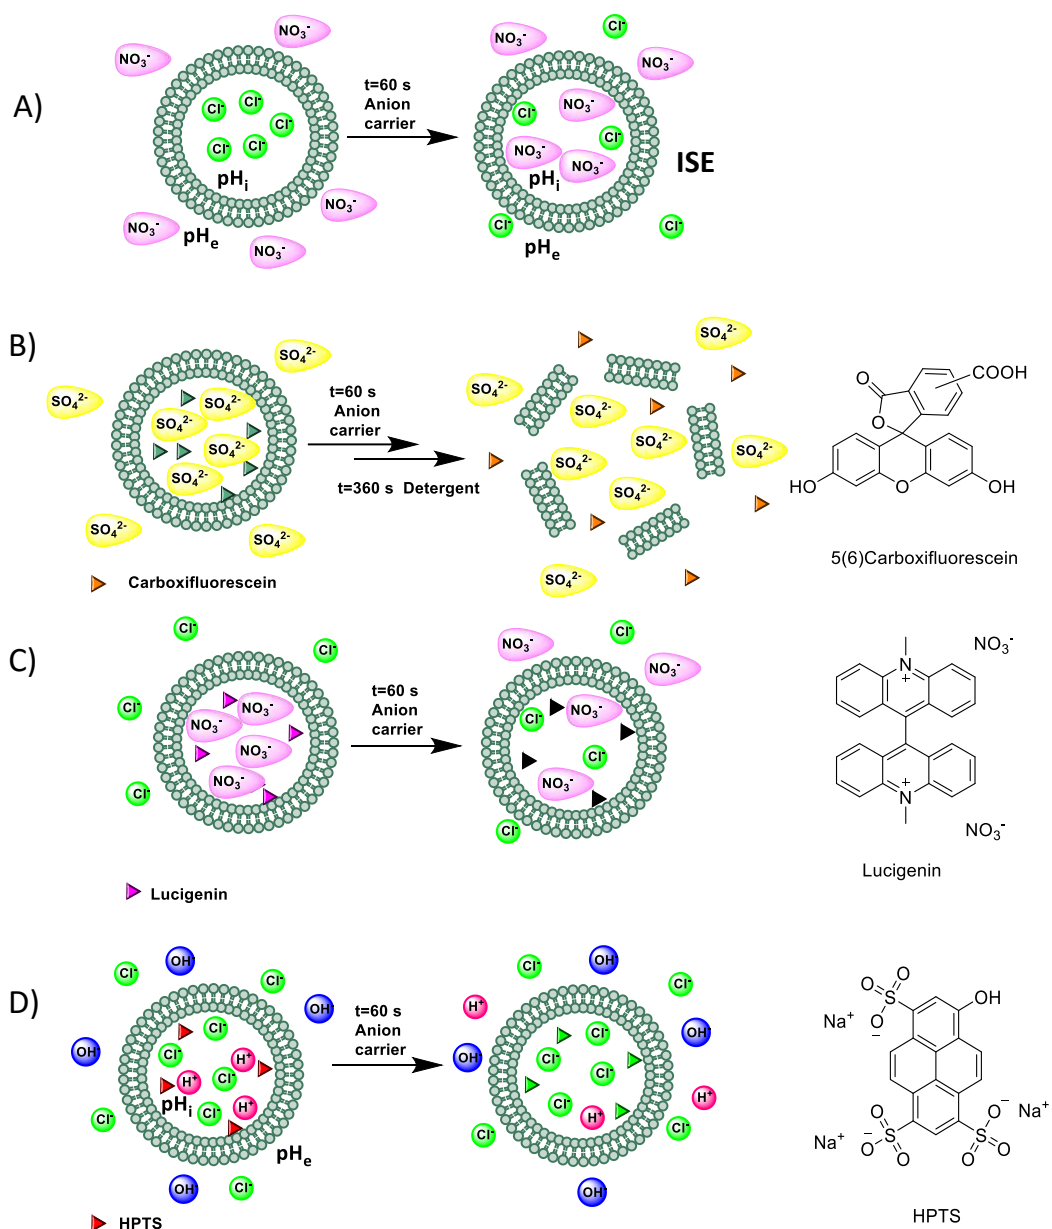 A)
NO3-
NO3-
Cl-
Cl-
Cl-
Cl-
Cl-
pHi
NO3-
NO3-
NO3-
pHe
t=60 s
Anion
carrier
NO3-
Cl-
NO3-
NO3-
Cl-
Cl-
NO3-
NO3-
pHi
Cl-
Cl-
pHe
ISE
B)
SO42-
SO42-
SO42-
SO42-
SO42-
SO42-
SO42-
SO42-
Carboxifluorescein
t=60 s
Anion
carrier
t=360 s Detergent
SO42-
SO42-
SO42-
SO42-
SO42-
SO42-
SO42-
SO42-
O
O
COOH
HO
O
OH
5(6)Carboxifluorescein
C)
Cl-
Cl-
Cl-
Cl-
NO3-
NO3-
NO3-
NO3-
Lucigenin
t=60 s
Anion
carrier
NO3-
Cl-
NO3-
Cl-
NO3-
Cl-
NO3-
Cl-
N
+
NO3-
+
N
NO3-
Lucigenin
D)
Cl-
OH-
Cl-
OH-
OH-
Cl-
Cl-
H+
H+
Cl-
pHi
Cl-
H+
Cl-
pHe
OH-
Cl-
HPTS
t=60 s
Anion
carrier
Cl-
OH-
Cl-
H+
OH-
OH-
Cl-
Cl-
Cl-
Cl-
Cl-
H+
H+
Cl-
Cl-
OH-
O
O
S
OH
Na+
O
-
O-
-O
Na+
Na+
S
S
O
O
O
O
HPTS